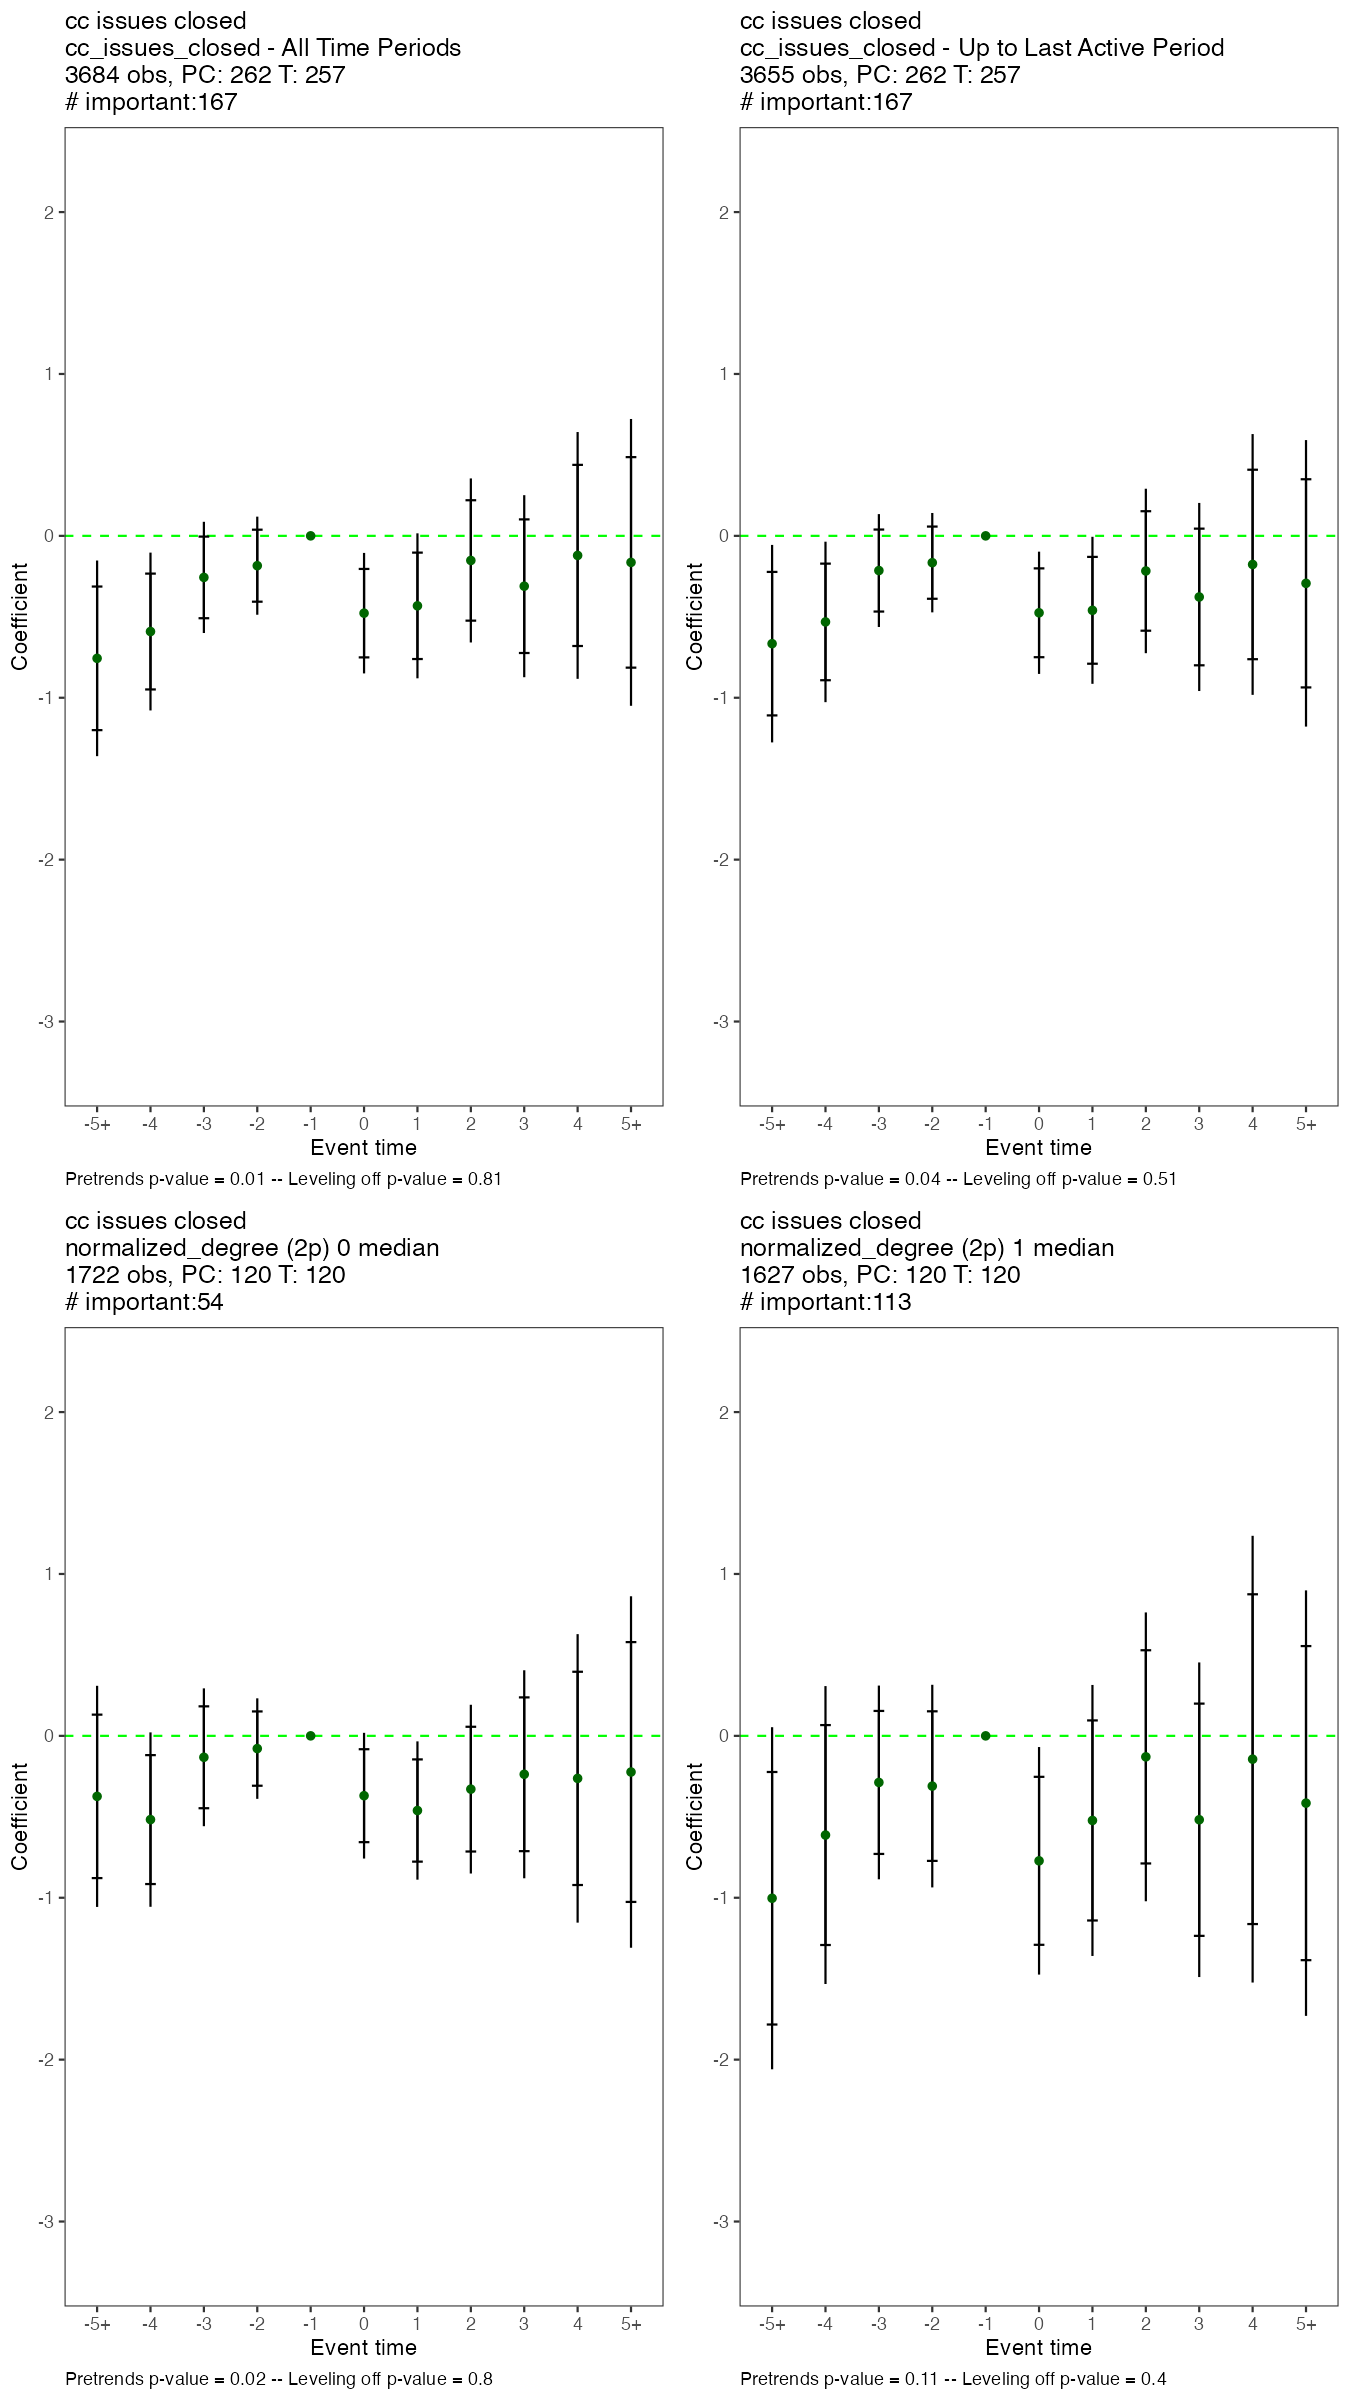 cc issues closed
cc_issues_closed - All Time Periods
3684 obs, PC: 262 T: 257
# important:167
2
1
0
-1
-2
-3
Coefficient
-5+ -4 -3 -2 -1 0 1 2 3 4 5+
Event time
Pretrends p-value = 0.01 -- Leveling off p-value = 0.81
cc issues closed
cc_issues_closed - Up to Last Active Period
3655 obs, PC: 262 T: 257
# important:167
2
1
0
-1
-2
-3
Coefficient
-5+ -4 -3 -2 -1 0 1 2 3 4 5+
Event time
Pretrends p-value = 0.04 -- Leveling off p-value = 0.51
cc issues closed
normalized_degree (2p) 0 median
1722 obs, PC: 120 T: 120
# important:54
2
1
0
-1
-2
-3
Coefficient
-5+ -4 -3 -2 -1 0 1 2 3 4 5+
Event time
Pretrends p-value = 0.02 -- Leveling off p-value = 0.8
cc issues closed
normalized_degree (2p) 1 median
1627 obs, PC: 120 T: 120
# important:113
2
1
0
-1
-2
-3
Coefficient
-5+ -4 -3 -2 -1 0 1 2 3 4 5+
Event time
Pretrends p-value = 0.11 -- Leveling off p-value = 0.4